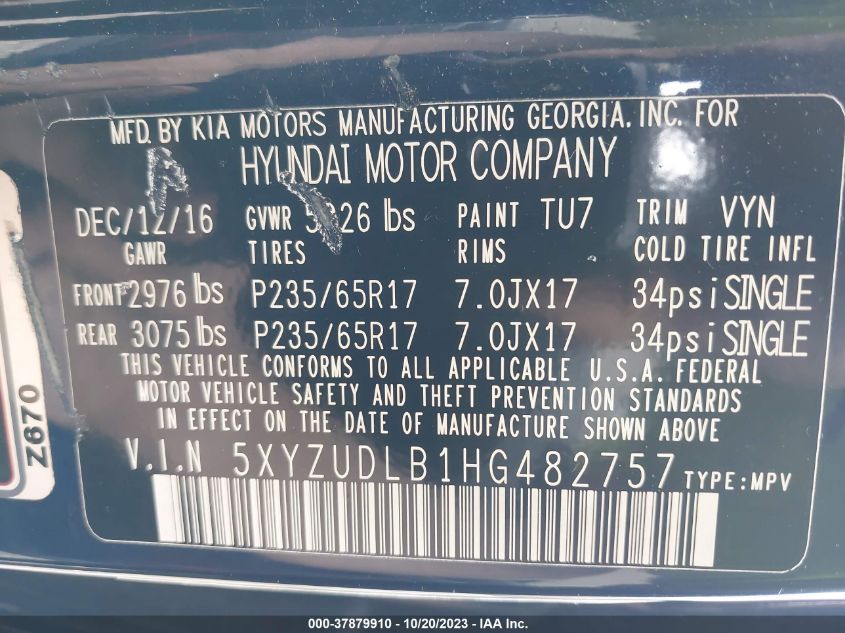 MFD. BY KIA MOTORS MANUFACTURING GEORGIA. INC. FOR
HYUNDAI MOTOR COMPANY
DEC/12/16 GVWR lbs PAINT TU7 TRIM VYN
GAWR TIRES RIMS COLD TIRE INFL
FRONT 2976 lbs P235/65R17 7.0JX17 34psi SINGLE
REAR 3075 lbs P235/65R17 7.0JX17 34psi SINGLE
THIS VEHICLE CONFORMS TO ALL APPLICABLE U.S.A. FEDERAL
MOTOR VEHICLE SAFETY AND THEFT PREVENTION STANDARDS
IN EFFECT ON THE DATE OF MANUFACTURE SHOWN ABOVE
V.I.N 5XYZUDLB1HG482757 TYPE:MPV
Z670
000-37879910 - 10/20/2023 - IAA Inc.